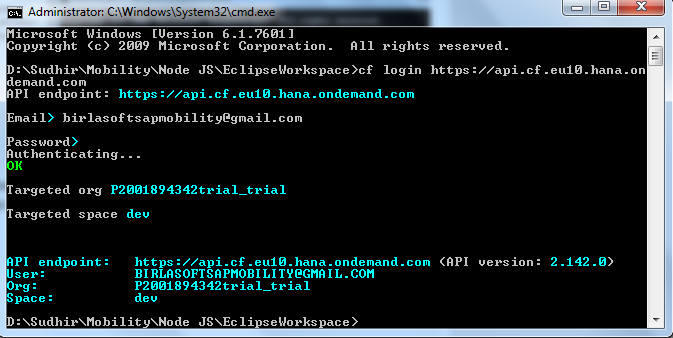 Administrator: C:\Windows\System32\cmd.exe
Microsoft Windows [Version 6.1.7601]
Copyright (c) 2009 Microsoft Corporation.  All rights reserved.
D:\Sudhir\Mobility\Node JS\EclipseWorkspace>cf login https://api.cf.eu10.hana.on
demand.com
API endpoint: https://api.cf.eu10.hana.ondemand.com
Email> birlasoftsapmobility@gmail.com
Password>
Authenticating...
OK
Targeted org P2001894342trial_trial
Targeted space dev
API endpoint:   https://api.cf.eu10.hana.ondemand.com (API version: 2.142.0)
User:           BIRLASOFTSAPMOBILITY@GMAIL.COM
Org:            P2001894342trial_trial
Space:          dev
D:\Sudhir\Mobility\Node JS\EclipseWorkspace>